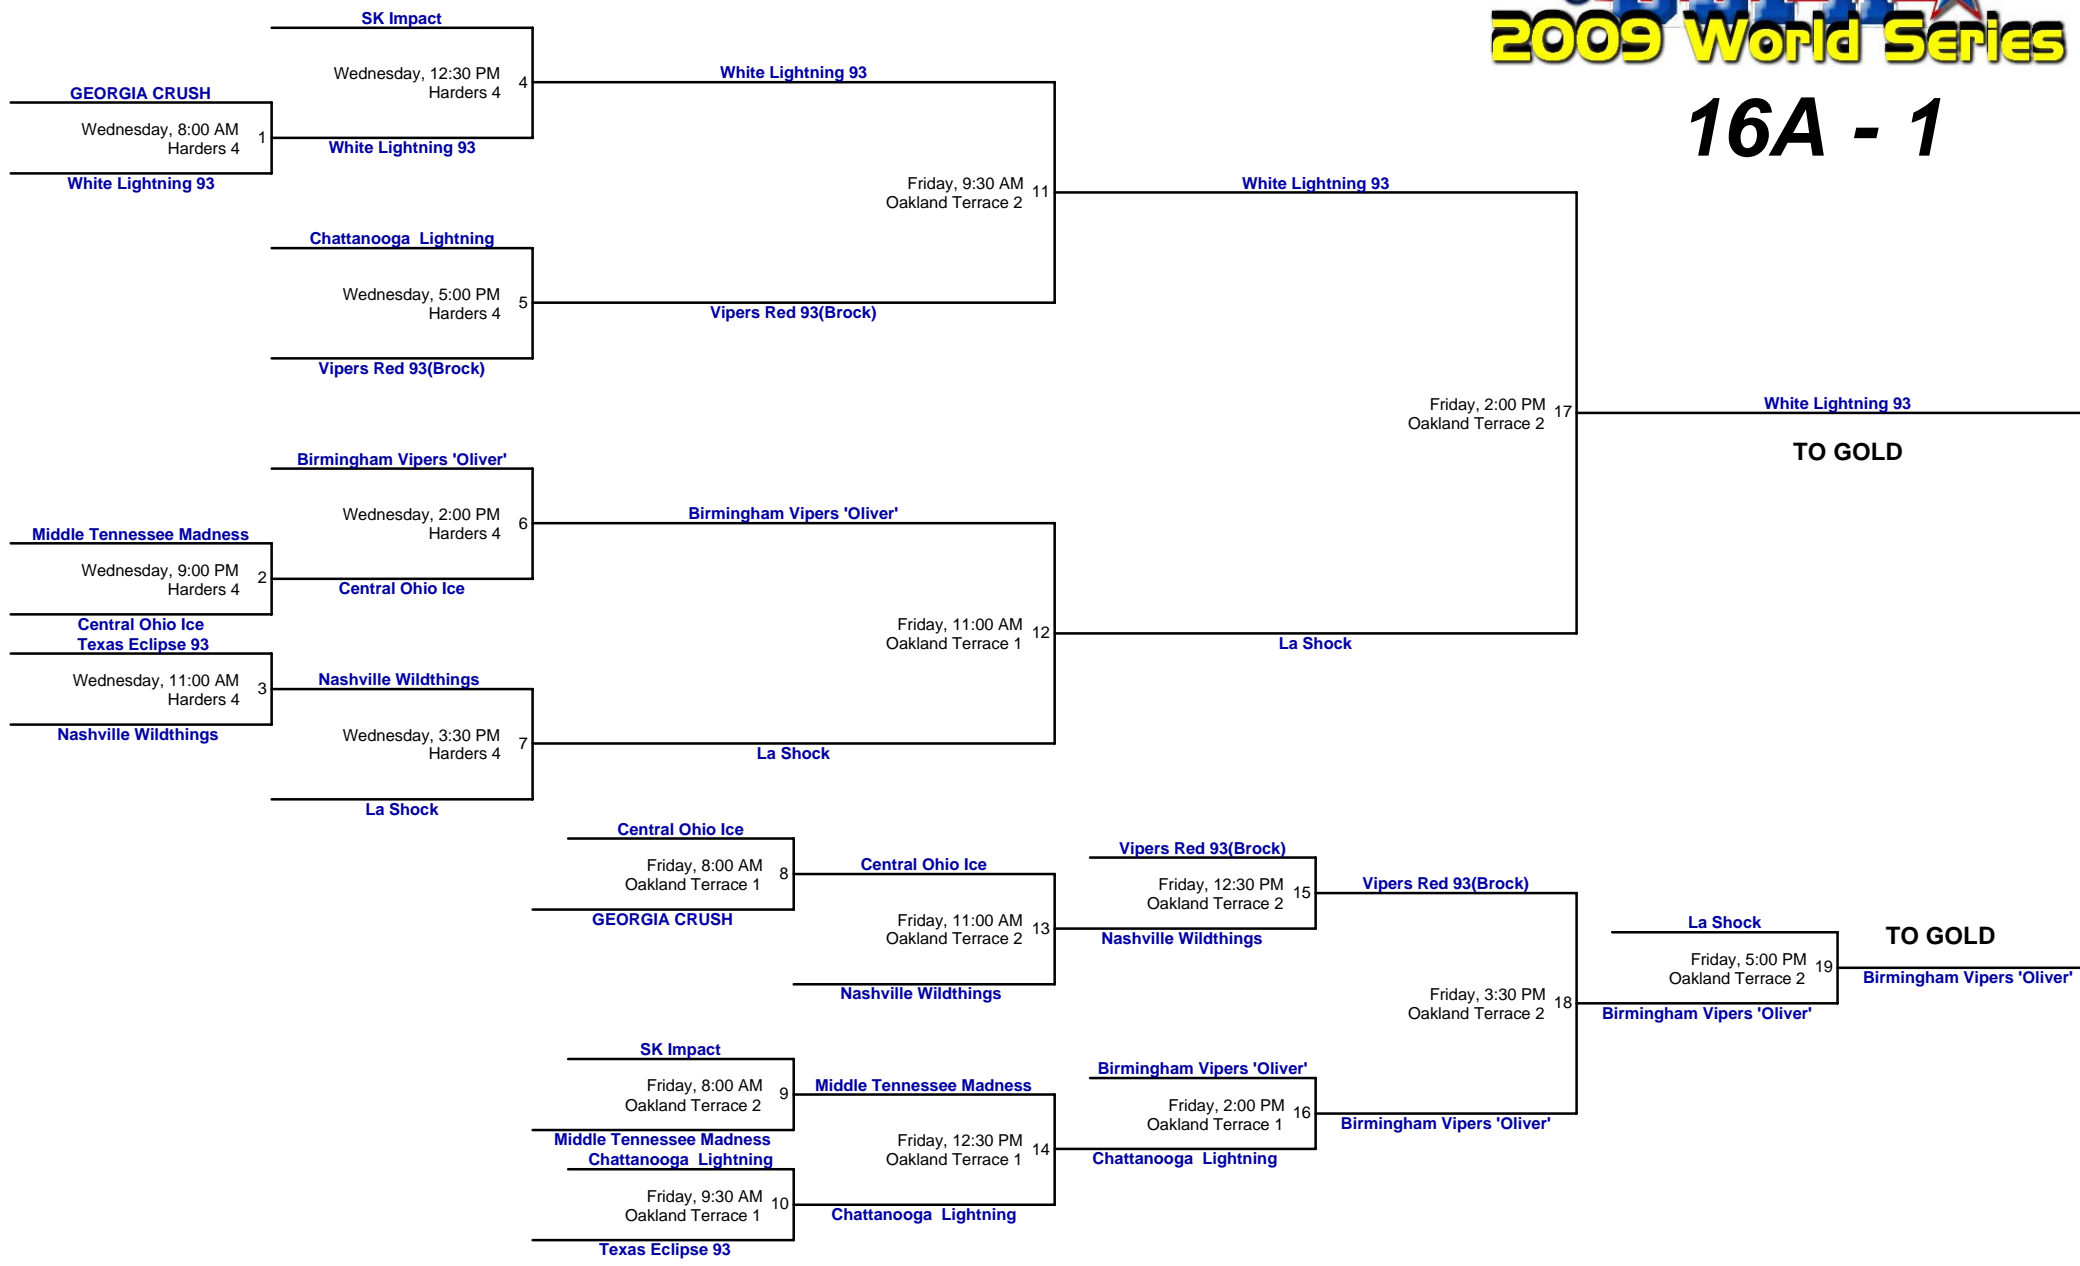 2009 World Series
16A - 1
SK Impact
Wednesday, 12:30 PM
Harders 4
4
White Lightning 93
GEORGIA CRUSH
Wednesday, 8:00 AM
Harders 4
1
White Lightning 93
White Lightning 93
Friday, 9:30 AM
Oakland Terrace 2
11
White Lightning 93
Chattanooga Lightning
Wednesday, 5:00 PM
Harders 4
5
Vipers Red 93(Brock)
Vipers Red 93(Brock)
Friday, 2:00 PM
Oakland Terrace 2
17
White Lightning 93
TO GOLD
Birmingham Vipers 'Oliver'
Wednesday, 2:00 PM
Harders 4
6
Birmingham Vipers 'Oliver'
Middle Tennessee Madness
Wednesday, 9:00 PM
Harders 4
2
Central Ohio Ice
Central Ohio Ice
Texas Eclipse 93
Wednesday, 11:00 AM
Harders 4
3
Nashville Wildthings
Nashville Wildthings
Friday, 11:00 AM
Oakland Terrace 1
12
La Shock
Wednesday, 3:30 PM
Harders 4
7
La Shock
La Shock
Central Ohio Ice
Friday, 8:00 AM
Oakland Terrace 1
8
GEORGIA CRUSH
Central Ohio Ice
Friday, 11:00 AM
Oakland Terrace 2
13
Nashville Wildthings
Vipers Red 93(Brock)
Friday, 12:30 PM
Oakland Terrace 2
15
Nashville Wildthings
Vipers Red 93(Brock)
Friday, 3:30 PM
Oakland Terrace 2
18
La Shock
Friday, 5:00 PM
Oakland Terrace 2
19
Birmingham Vipers 'Oliver'
TO GOLD
Birmingham Vipers 'Oliver'
SK Impact
Friday, 8:00 AM
Oakland Terrace 2
9
Middle Tennessee Madness
Middle Tennessee Madness
Friday, 12:30 PM
Oakland Terrace 1
14
Chattanooga Lightning
Friday, 9:30 AM
Oakland Terrace 1
10
Texas Eclipse 93
Chattanooga Lightning
Birmingham Vipers 'Oliver'
Friday, 2:00 PM
Oakland Terrace 1
16
Chattanooga Lightning
Birmingham Vipers 'Oliver'